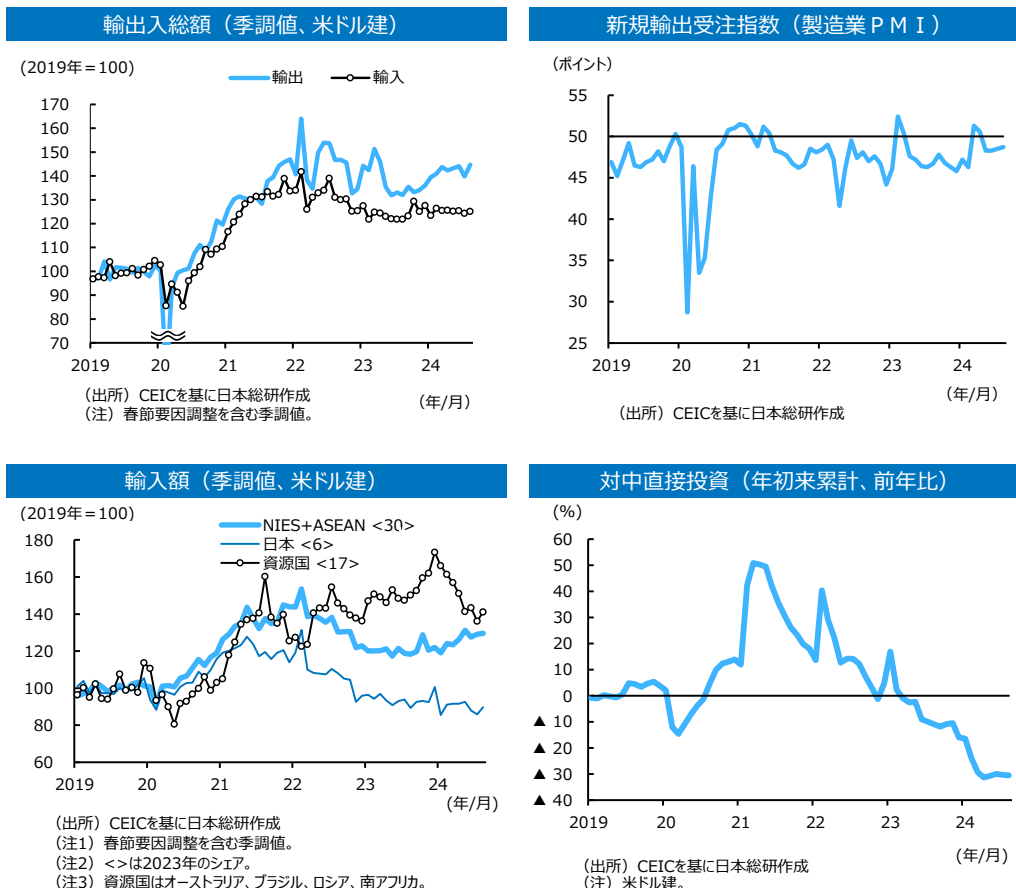 輸出入総額（季調値、米ドル建）
(2019年＝100)
輸出
輸入
170
160
150
140
130
120
110
100
90
80
70
2019
20
21
22
23
24
（出所）CEICを基に日本総研作成
（年/月）
（注）春節要因調整を含む季調値。
新規輸出受注指数（製造業ＰＭＩ）
（ポイント）
55
50
45
40
35
30
25
2019
20
21
22
23
24
（年/月）
（出所）CEICを基に日本総研作成
輸入額（季調値、米ドル建）
(2019年＝100)
NIES+ASEAN <30>
日本 <6>
資源国 <17>
180
160
140
120
100
80
60
2019
20
21
22
23
24
（年/月）
（出所）CEICを基に日本総研作成
（注1）春節要因調整を含む季調値。
（注2）<>は2023年のシェア。
（注3）資源国はオーストラリア、ブラジル、ロシア、南アフリカ。
対中直接投資（年初来累計、前年比）
(%)
60
50
40
30
20
10
0
▲ 10
▲ 20
▲ 30
▲ 40
2019
20
21
22
23
24
（年/月）
（出所）CEICを基に日本総研作成
（注）米ドル建。